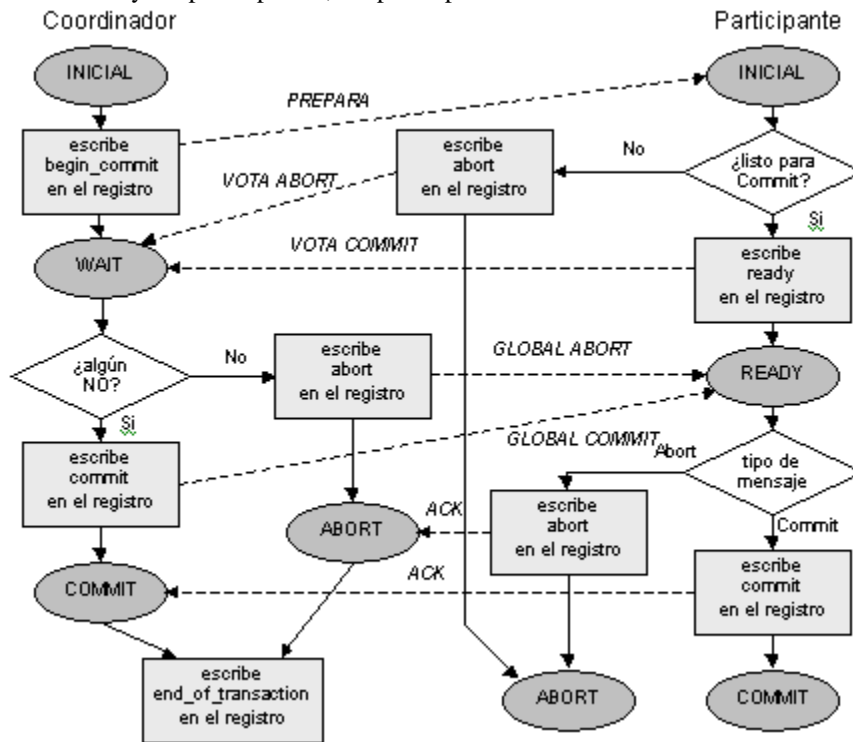 Coordinador
Participante
INICIAL
INICIAL
PREPARA
escribe
begin_commit
en el registro
escribe
abort
en el registro
No
¿listo para
Commit?
VOTA ABORT
Si
VOTA COMMIT
WAIT
escribe
ready
en el registro
¿algún
NO?
No
escribe
abort
en el registro
GLOBAL ABORT
READY
Si
GLOBAL COMMIT
escribe
commit
en el registro
Abort
tipo de
mensaje
ABORT
ACK
escribe
abort
en el registro
Commit
COMMIT
ACK
escribe
commit
en el registro
escribe
end_of_transaction
en el registro
ABORT
COMMIT